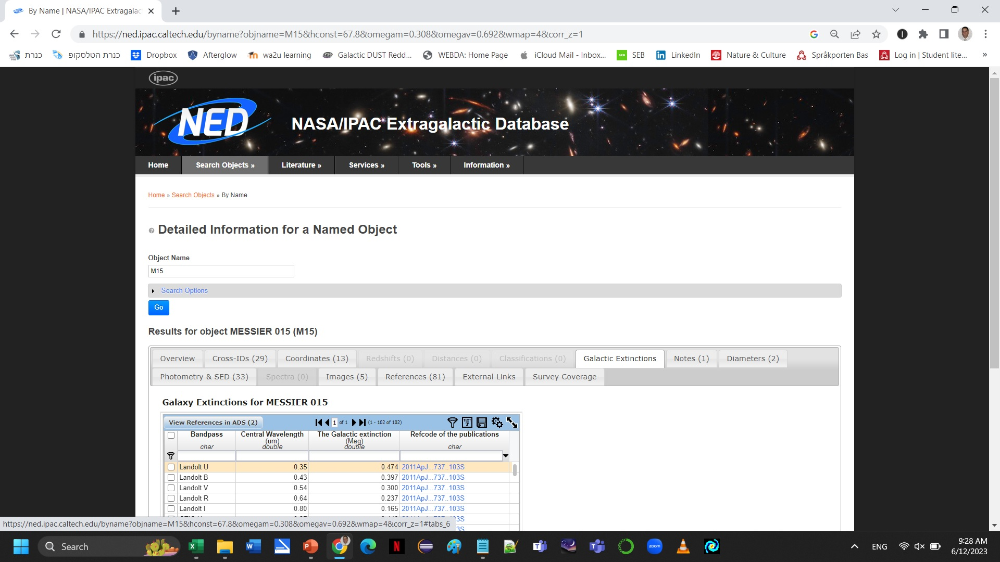 By Name | NASA/IPAC Extragalac
https://ned.ipac.caltech.edu/byname?objname=M15&hconst=67.8&omegam=0.308&omegav=0.692&wmap=4&corr_z=1
כנרת
כנרת הטלסקופ
Dropbox
Afterglow
wa2u learning
Galactic DUST Redd...
WEBDA: Home Page
iCloud Mail - Inbox...
SEB
LinkedIn
Nature & Culture
Språkporten Bas
Log in | Student lite...
»
ipac
NED
NASA/IPAC Extragalactic Database
Home
Search Objects »
Literature »
Services »
Tools »
Information »
Home » Search Objects » By Name
Detailed Information for a Named Object
Object Name
M15
Search Options
Go
Results for object MESSIER 015 (M15)
Overview
Cross-IDs (29)
Coordinates (13)
Redshifts (0)
Distances (0)
Classifications (0)
Galactic Extinctions
Notes (1)
Diameters (2)
Photometry & SED (33)
Spectra (0)
Images (5)
References (81)
External Links
Survey Coverage
Galaxy Extinctions for MESSIER 015
View References in ADS (2)
1 of 1
(1 - 102 of 102)
TEXT
T
Bandpass
char
Central Wavelength
(um)
double
The Galactic extinction
(Mag)
double
Refcode of the publications
char
Landolt U 0.35 0.474 2011ApJ...737..103S
Landolt B 0.43 0.397 2011ApJ...737..103S
Landolt V 0.54 0.300 2011ApJ...737..103S
Landolt R 0.64 0.237 2011ApJ...737..103S
Landolt I 0.80 0.165 2011ApJ...737..103S
3S
https://ned.ipac.caltech.edu/byname?objname=M15&hconst=67.8&omegam=0.308&omegav=0.692&wmap=4&corr_z=1#tabs_6
3S
Search
zoom
ENG
9:28 AM
6/12/2023